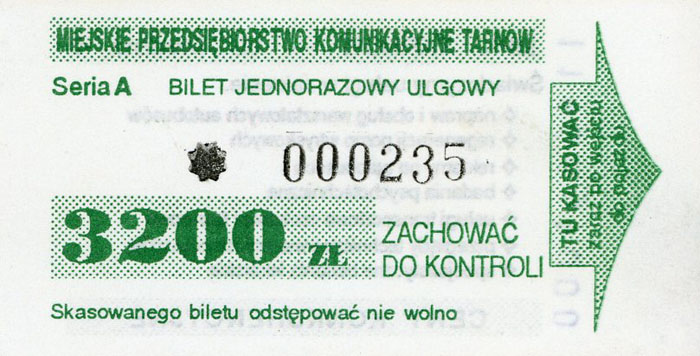 MIEJSKIE PRZEDSIĘBIORSTWO KOMUNIKACYJNE TARNÓW
Seria A BILET JEDNORAZOWY ULGOWY
000235
3200 ZŁ
ZACHOWAĆ
DO KONTROLI
Skasowanego biletu odstępować nie wolno
TU KASOWAĆ
zaraz po wejściu
do pojazdu